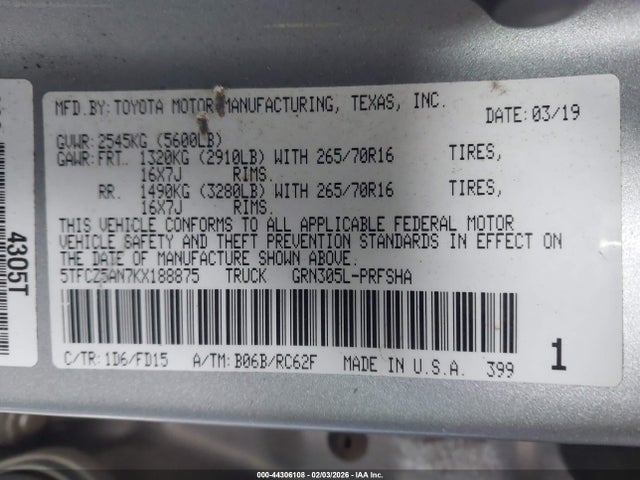 MFD.BY: TOYOTA MOTOR MANUFACTURING, TEXAS, INC.
DATE: 03/19
GVWR: 2545KG (5600LB)
GAWR: FRT. 1320KG (2910LB) WITH 265/70R16 TIRES,
16X7J RIMS.
RR. 1490KG (3280LB) WITH 265/70R16 TIRES,
16X7J RIMS.
THIS VEHICLE CONFORMS TO ALL APPLICABLE FEDERAL MOTOR
VEHICLE SAFETY AND THEFT PREVENTION STANDARDS IN EFFECT ON
THE DATE OF MANUFACTURE SHOWN ABOVE.
5TFCZ5AN7KX188875 TRUCK GRN305L-PRFSHA
C/TR: 1D6/FD15 A/TM: B06B/RC62F MADE IN U.S.A. 399
1
4305T
000-44306108 - 02/03/2026 - IAA Inc.